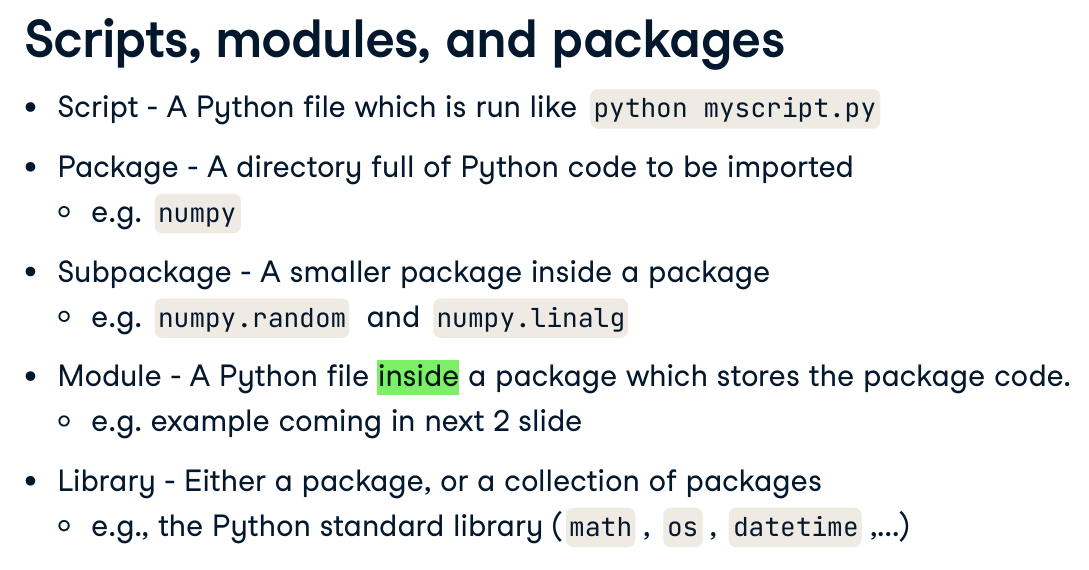 Scripts, modules, and packages
• Script - A Python file which is run like python myscript.py
• Package - A directory full of Python code to be imported
○ e.g. numpy
• Subpackage - A smaller package inside a package
○ e.g. numpy.random and numpy.linalg
• Module - A Python file inside a package which stores the package code.
○ e.g. example coming in next 2 slide
• Library - Either a package, or a collection of packages
○ e.g., the Python standard library (math, os, datetime,...)